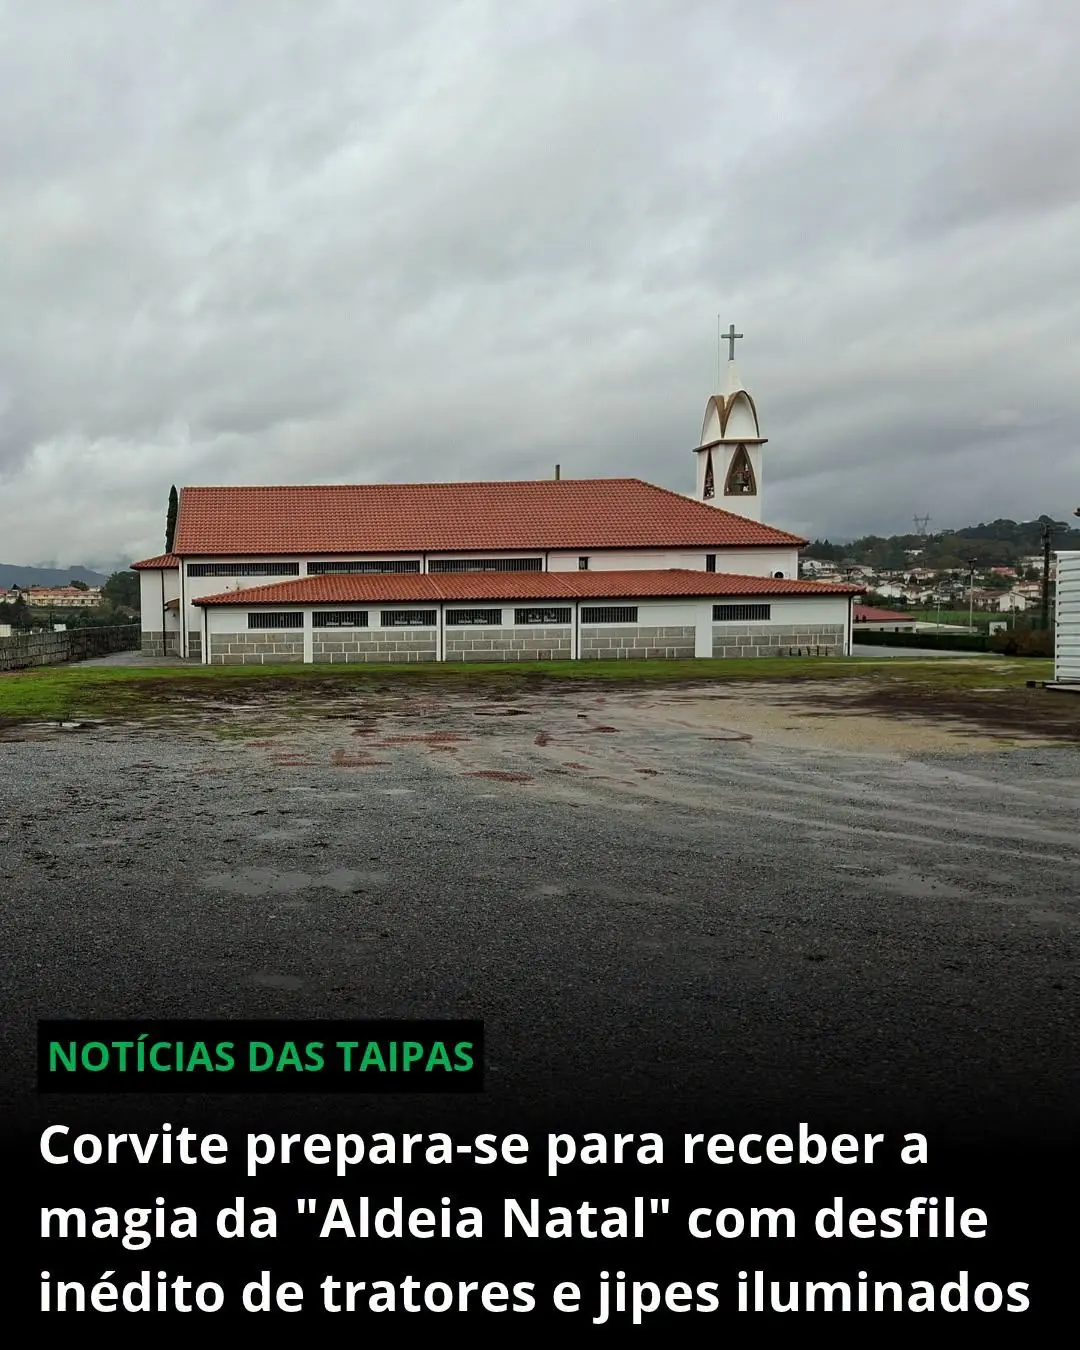 NOTÍCIAS DAS TAIPAS
Corvite prepara-se para receber a
magia da "Aldeia Natal" com desfile
inédito de tratores e jipes iluminados